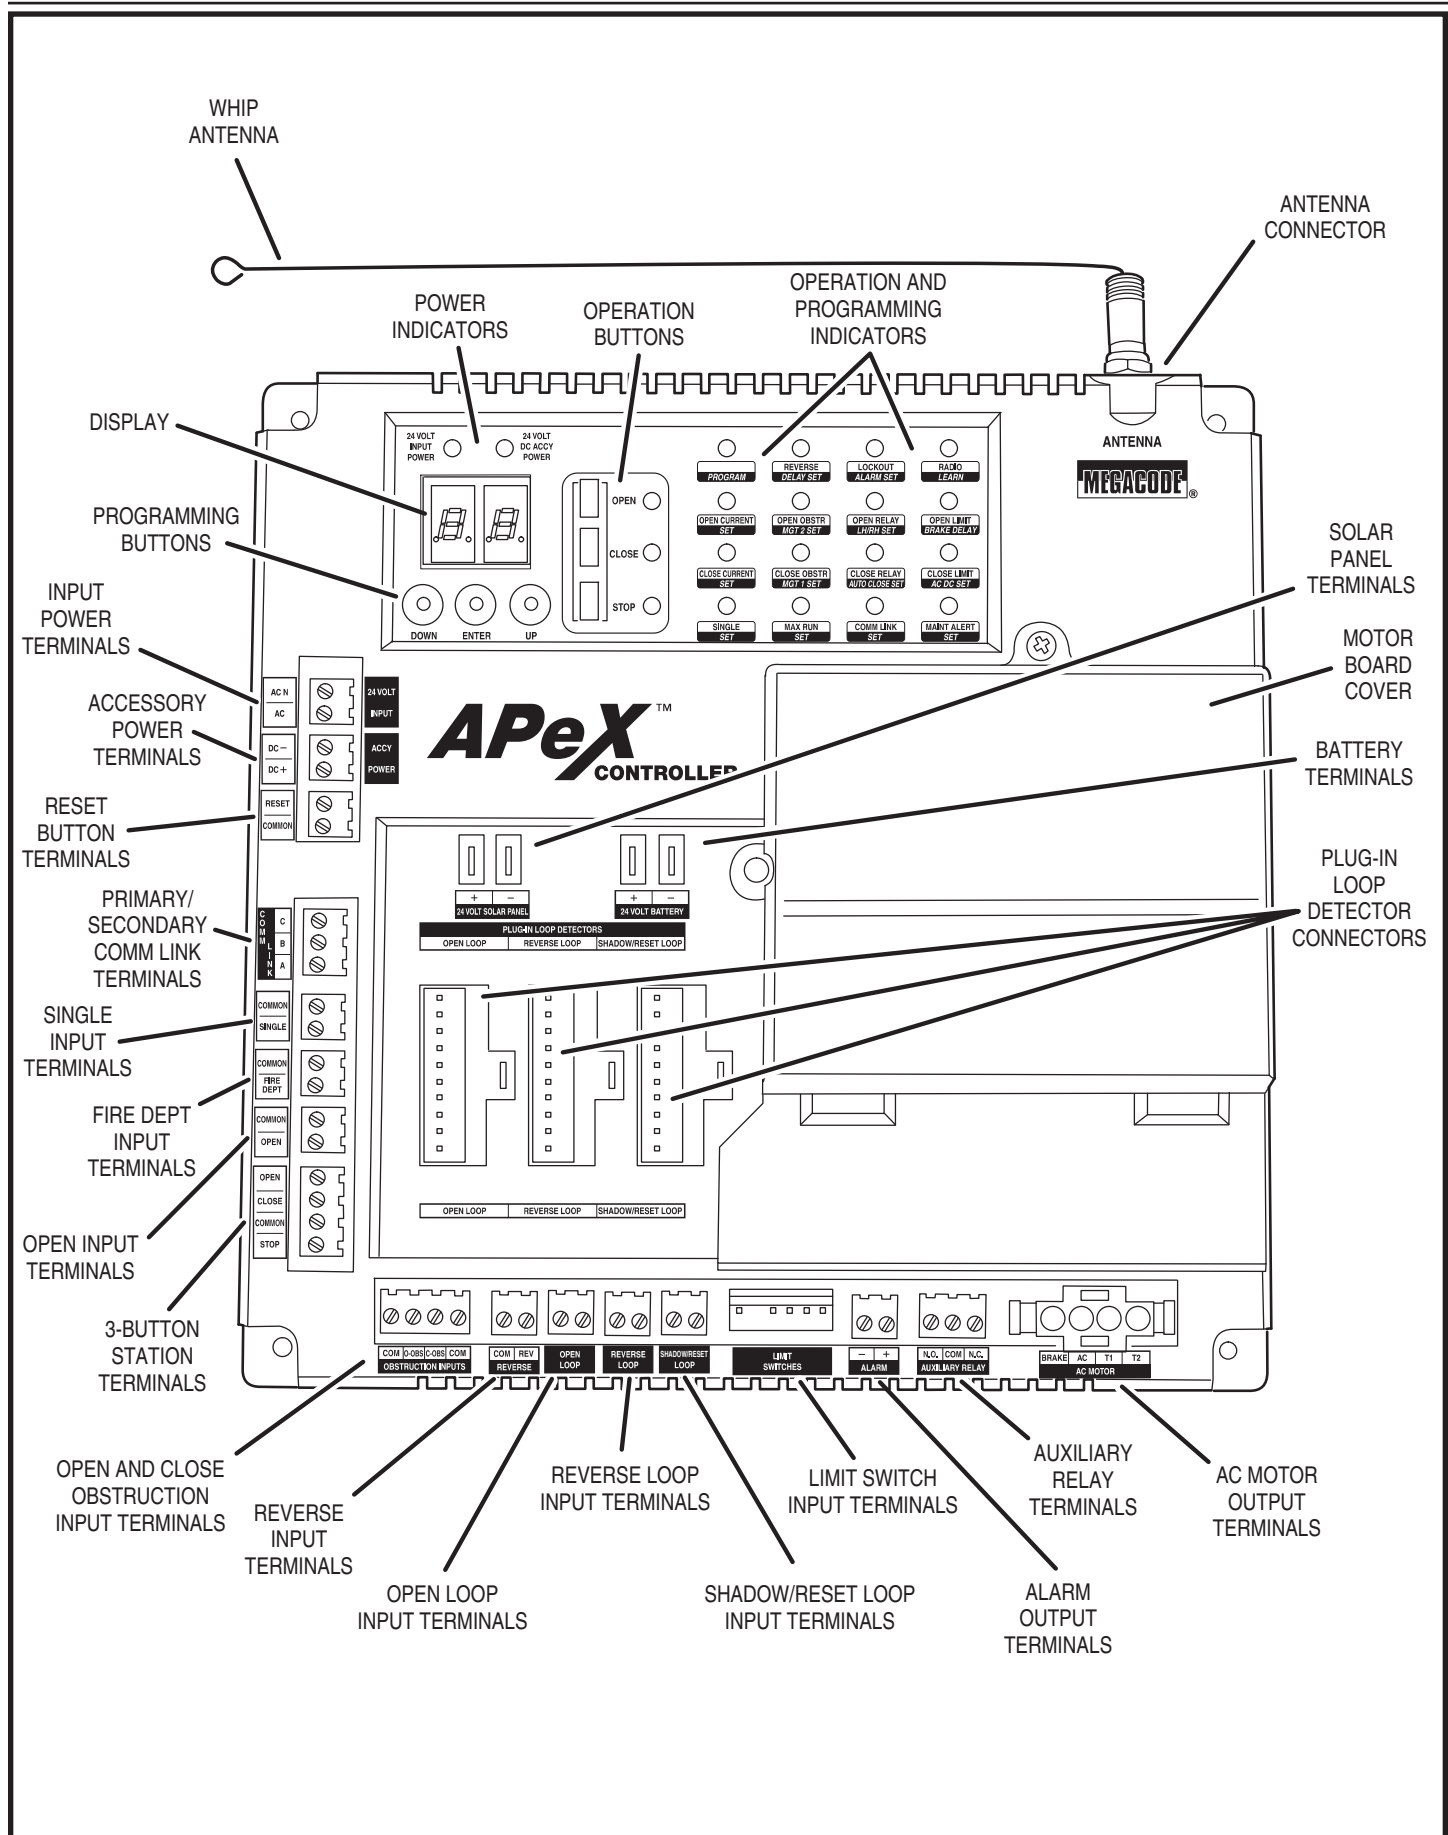 WHIP
ANTENNA
ANTENNA
CONNECTOR
POWER
INDICATORS
OPERATION
BUTTONS
OPERATION AND
PROGRAMMING
INDICATORS
DISPLAY
PROGRAMMING
BUTTONS
INPUT
POWER
TERMINALS
ACCESSORY
POWER
TERMINALS
RESET
BUTTON
TERMINALS
PRIMARY/
SECONDARY
COMM LINK
TERMINALS
SINGLE
INPUT
TERMINALS
FIRE DEPT
INPUT
TERMINALS
OPEN INPUT
TERMINALS
3-BUTTON
STATION
TERMINALS
24 VOLT
INPUT
POWER
24 VOLT
DC ACCY
POWER
DOWN
ENTER
UP
OPEN
CLOSE
STOP
PROGRAM
REVERSE
DELAY SET
LOCKOUT
ALARM SET
RADIO
LEARN
OPEN CURRENT
SET
OPEN OBSTR
MGT 2 SET
OPEN RELAY
LH/RH SET
OPEN LIMIT
BRAKE DELAY
CLOSE CURRENT
SET
CLOSE OBSTR
MGT 1 SET
CLOSE RELAY
AUTO CLOSE SET
CLOSE LIMIT
AC DC SET
SINGLE
SET
MAX RUN
SET
COMM LINK
SET
MAINT ALERT
SET
ANTENNA
MEGACODE®
SOLAR
PANEL
TERMINALS
MOTOR
BOARD
COVER
BATTERY
TERMINALS
PLUG-IN
LOOP
DETECTOR
CONNECTORS
AC N
AC
24 VOLT
INPUT
DC −
DC +
ACCY
POWER
RESET
COMMON
APeX™
CONTROLLER
COMM
LINK
C
B
A
COMMON
SINGLE
COMMON
FIRE
DEPT
COMMON
OPEN
OPEN
CLOSE
COMMON
STOP
+ −
24 VOLT SOLAR PANEL
+ −
24 VOLT BATTERY
PLUG-IN LOOP DETECTORS
OPEN LOOP REVERSE LOOP SHADOW/RESET LOOP
OPEN LOOP REVERSE LOOP SHADOW/RESET LOOP
COM O-OBS C-OBS COM
OBSTRUCTION INPUTS
COM REV
REVERSE
OPEN
LOOP
REVERSE
LOOP
SHADOW/RESET
LOOP
LIMIT
SWITCHES
− +
ALARM
N.O. COM N.C.
AUXILIARY RELAY
BRAKE AC T1 T2
AC MOTOR
OPEN AND CLOSE
OBSTRUCTION
INPUT TERMINALS
REVERSE
INPUT
TERMINALS
OPEN LOOP
INPUT TERMINALS
REVERSE LOOP
INPUT TERMINALS
SHADOW/RESET LOOP
INPUT TERMINALS
LIMIT SWITCH
INPUT TERMINALS
ALARM
OUTPUT
TERMINALS
AUXILIARY
RELAY
TERMINALS
AC MOTOR
OUTPUT
TERMINALS